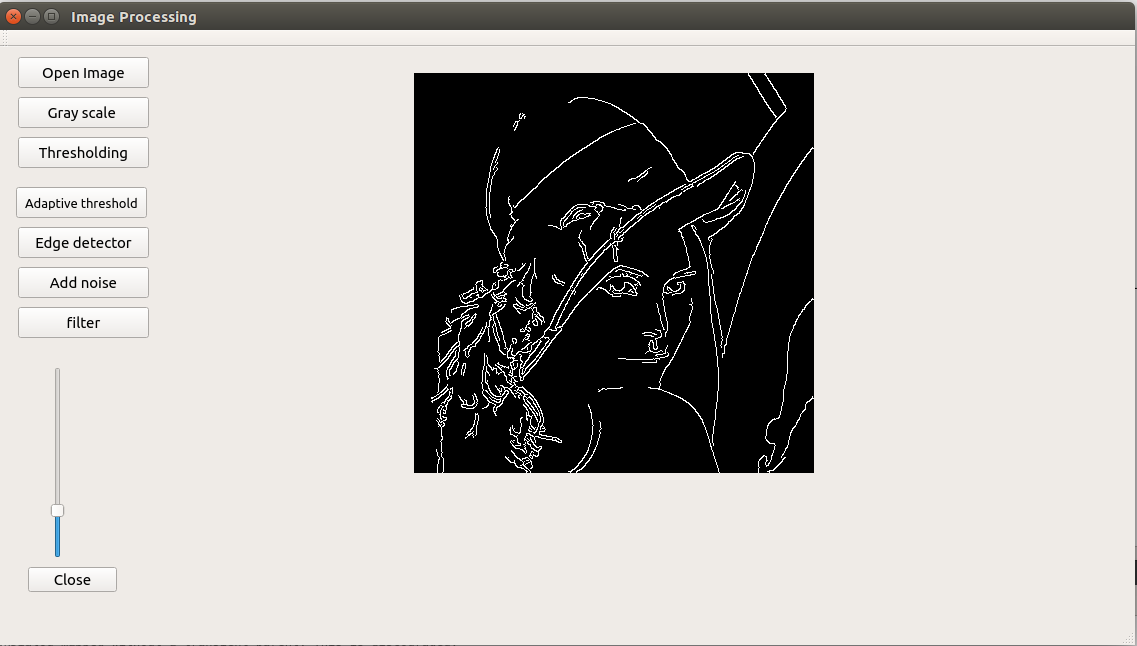 Image Processing
Open Image
Gray scale
Thresholding
Adaptive threshold
Edge detector
Add noise
filter
Close